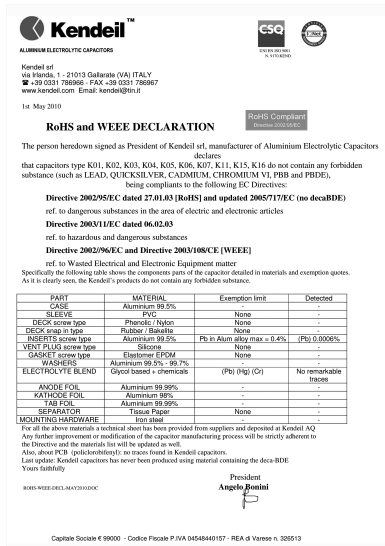 Kendeil™
ALUMINIUM ELECTROLYTIC CAPACITORS
CSQ
IQNet
UNI EN ISO 9001
N. 9170.KEND
Kendeil srl
via Irlanda, 1 - 21013 Gallarate (VA) ITALY
☎ +39 0331 786966 - FAX +39 0331 786967
www.kendeil.com Email: kendeil@tin.it
1st May 2010
RoHS Compliant
Directive 2002/95/EC
RoHS and WEEE DECLARATION
The person heredown signed as President of Kendeil srl, manufacturer of Aluminium Electrolytic Capacitors
declares
that capacitors type K01, K02, K03, K04, K05, K06, K07, K11, K15, K16 do not contain any forbidden
substance (such as LEAD, QUICKSILVER, CADMIUM, CHROMIUM VI, PBB and PBDE),
being compliants to the following EC Directives:
Directive 2002/95/EC dated 27.01.03 [RoHS] and updated 2005/717/EC (no decaBDE)
ref. to dangerous substances in the area of electric and electronic articles
Directive 2003/11/EC dated 06.02.03
ref. to hazardous and dangerous substances
Directive 2002//96/EC and Directive 2003/108/CE [WEEE]
ref. to Wasted Electrical and Electronic Equipment matter
Specifically the following table shows the components parts of the capacitor detailed in materials and exemption quotes.
As it is clearly seen, the Kendeil's products do not contain any forbidden substance.
PART MATERIAL Exemption limit Detected
CASE Aluminium 99.5% - -
SLEEVE PVC None -
DECK screw type Phenolic / Nylon None -
DECK snap in type Rubber / Bakelite None -
INSERTS screw type Aluminium 99.5% Pb in Alum alloy max = 0.4% (Pb) 0.0006%
VENT PLUG screw type Silicone None -
GASKET screw type Elastomer EPDM None -
WASHERS Aluminium 99.5% - 99.7% - -
ELECTROLYTE BLEND Glycol based + chemicals (Pb) (Hg) (Cr) No remarkable
traces
ANODE FOIL Aluminium 99.99% - -
KATHODE FOIL Aluminium 98% - -
TAB FOIL Aluminium 99.99% - -
SEPARATOR Tissue Paper None -
MOUNTING HARDWARE Iron steel - -
For all the above materials a technical sheet has been provided from suppliers and deposited at Kendeil AQ
Any further improvement or modification of the capacitor manufacturing process will be strictly adherent to
the Directive and the materials list will be updated as well.
Also, about PCB (policlorobifenyl): no traces found in Kendeil capacitors.
Last update: Kendeil capacitors has never been produced using material containing the deca-BDE
Yours faithfully
President
ROHS-WEEE-DECL-MAY2010.DOC
Angelo Bonini
Capitale Sociale € 99000 - Codice Fiscale P.IVA 04548440157 - REA di Varese n. 326513